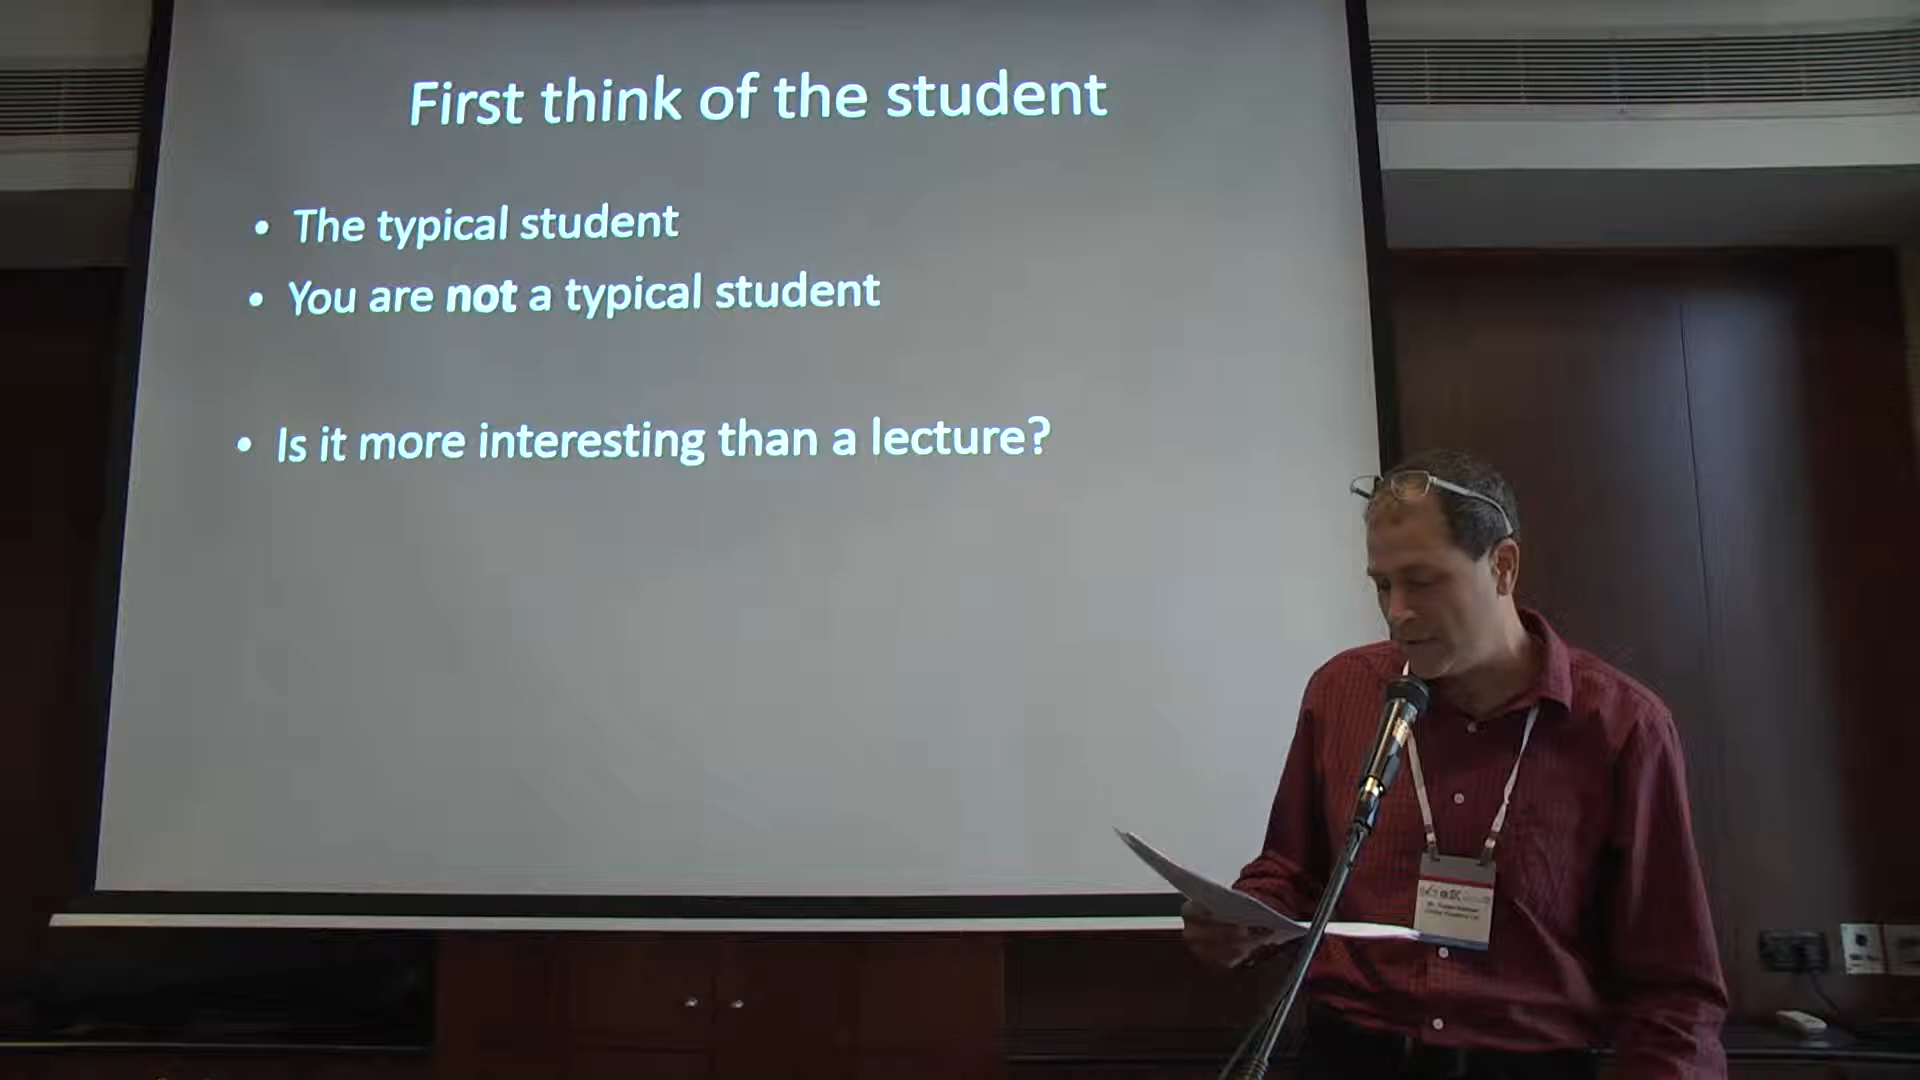 First think of the student
• The typical student
• You are not a typical student
• Is it more interesting than a lecture?